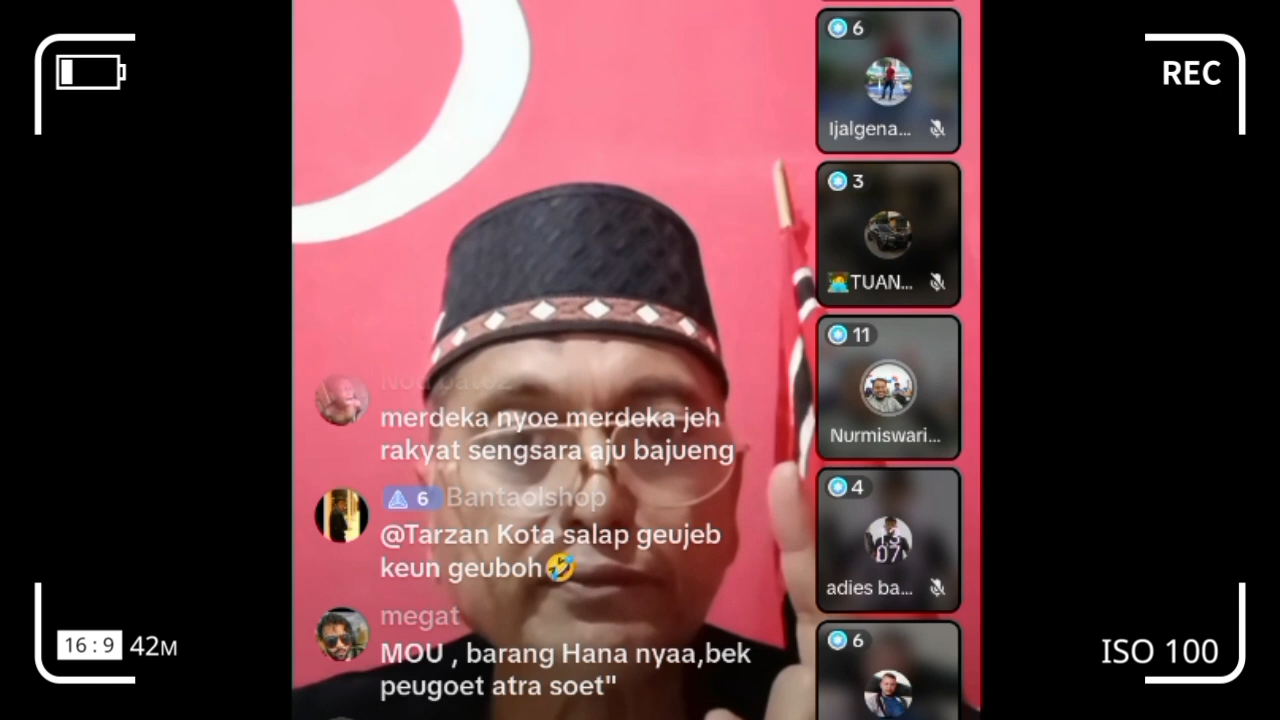 REC
6
Ijalgena...
3
TUAN...
11
Nurmiswari...
4
13
07
adies ba...
6
merdeka nyoe merdeka jeh
rakyat sengsara aju bajueng
6 Bantaolshop
@Tarzan Kota salap geujeb
keun geuboh🤣
megat
MOU , barang Hana nyaa,bek
peugoet atra soet"
16 : 9 42M
ISO 100